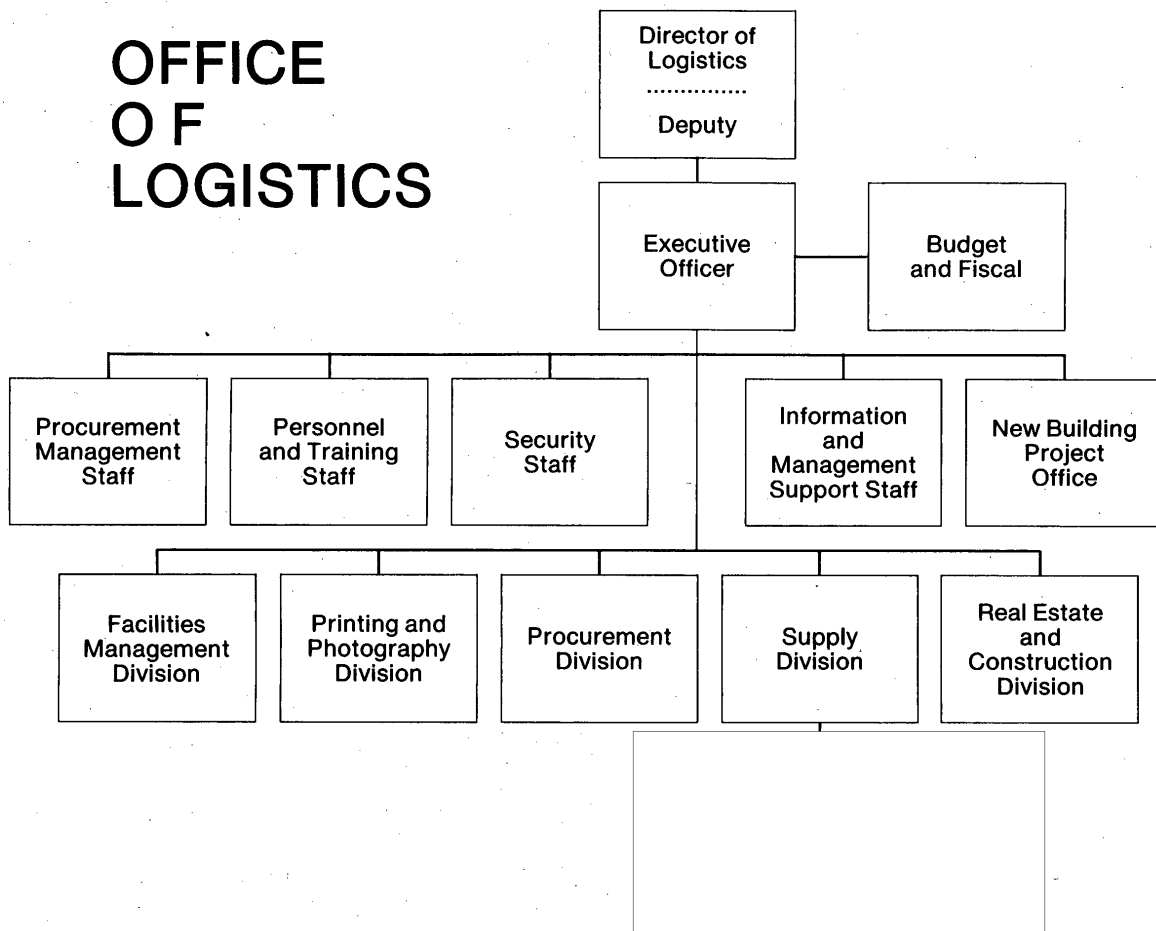 OFFICE
O F
LOGISTICS
Director of
Logistics
...............
Deputy
Executive
Officer
Budget
and Fiscal
Procurement
Management
Staff
Personnel
and Training
Staff
Security
Staff
Information
and
Management
Support Staff
New Building
Project
Office
Facilities
Management
Division
Printing and
Photography
Division
Procurement
Division
Supply
Division
Real Estate
and
Construction
Division